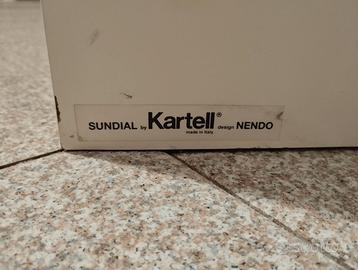 SUNDIAL by Kartell® design NENDO
made in Italy